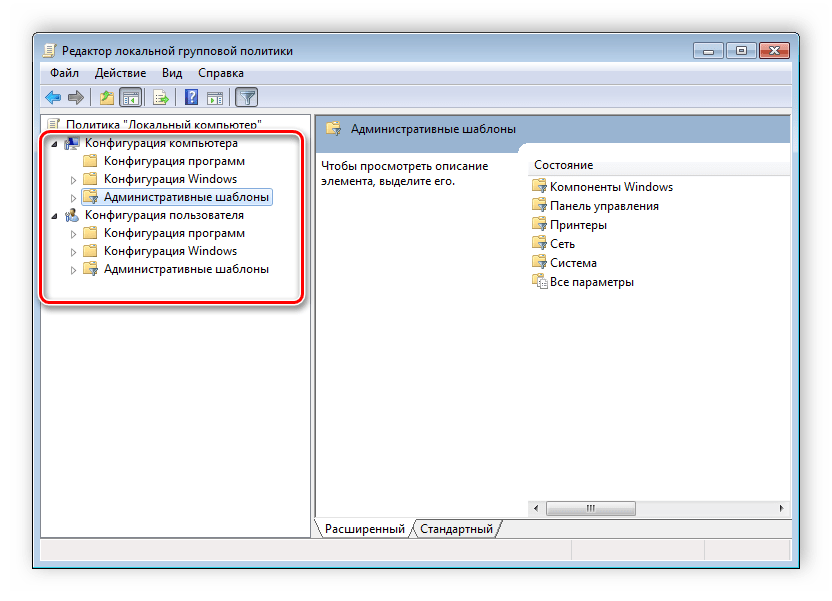 Редактор локальной групповой политики
Файл Действие Вид Справка
Политика "Локальный компьютер"
Конфигурация компьютера
Конфигурация программ
Конфигурация Windows
Административные шаблоны
Конфигурация пользователя
Конфигурация программ
Конфигурация Windows
Административные шаблоны
Административные шаблоны
Чтобы просмотреть описание
элемента, выделите его.
Состояние
Компоненты Windows
Панель управления
Принтеры
Сеть
Система
Все параметры
Расширенный Стандартный